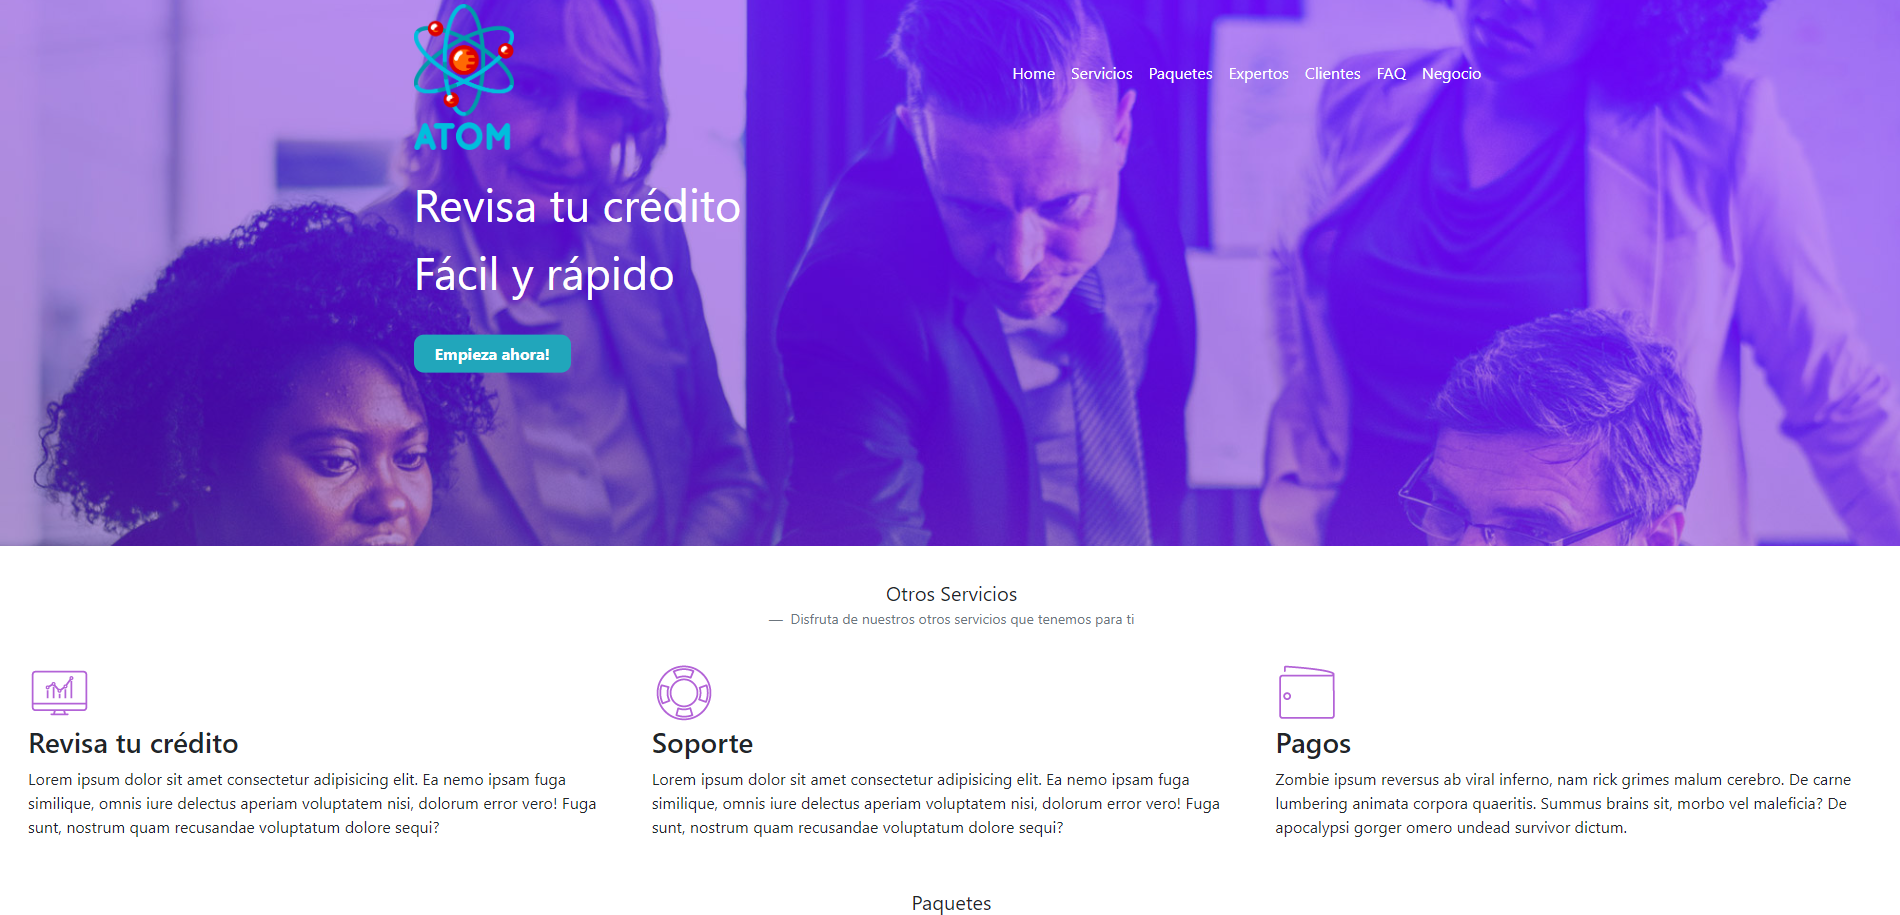 ATOM
Home Servicios Paquetes Expertos Clientes FAQ Negocio
Revisa tu crédito
Fácil y rápido
Empieza ahora!
Otros Servicios
— Disfruta de nuestros otros servicios que tenemos para ti
Revisa tu crédito
Lorem ipsum dolor sit amet consectetur adipisicing elit. Ea nemo ipsam fuga
similique, omnis iure delectus aperiam voluptatem nisi, dolorum error vero! Fuga
sunt, nostrum quam recusandae voluptatum dolore sequi?
Soporte
Lorem ipsum dolor sit amet consectetur adipisicing elit. Ea nemo ipsam fuga
similique, omnis iure delectus aperiam voluptatem nisi, dolorum error vero! Fuga
sunt, nostrum quam recusandae voluptatum dolore sequi?
Pagos
Zombie ipsum reversus ab viral inferno, nam rick grimes malum cerebro. De carne
lumbering animata corpora quaeritis. Summus brains sit, morbo vel maleficia? De
apocalypsi gorger omero undead survivor dictum.
Paquetes